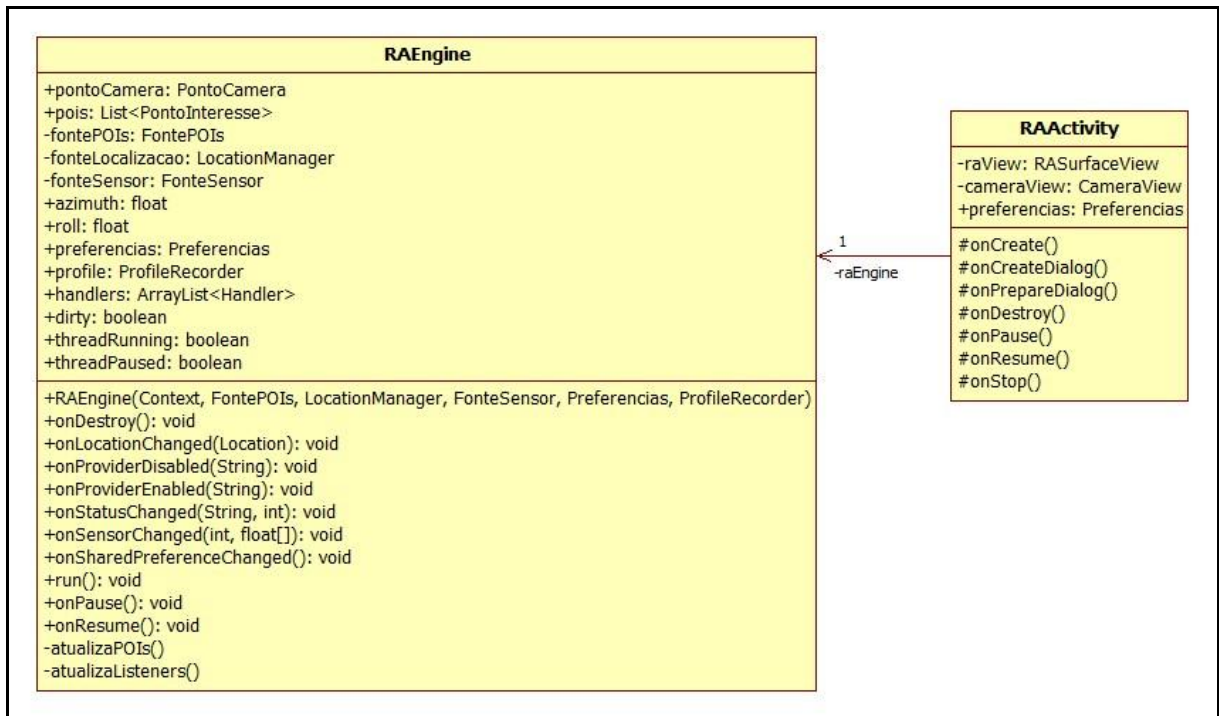 RAEngine
+pontoCamera: PontoCamera
+pois: List<PontoInteresse>
-fontePOIs: FontePOIs
-fonteLocalizacao: LocationManager
-fonteSensor: FonteSensor
+azimuth: float
+roll: float
+preferencias: Preferencias
+profile: ProfileRecorder
+handlers: ArrayList<Handler>
+dirty: boolean
+threadRunning: boolean
+threadPaused: boolean
+RAEngine(Context, FontePOIs, LocationManager, FonteSensor, Preferencias, ProfileRecorder)
+onDestroy(): void
+onLocationChanged(Location): void
+onProviderDisabled(String): void
+onProviderEnabled(String): void
+onStatusChanged(String, int): void
+onSensorChanged(int, float[]): void
+onSharedPreferenceChanged(): void
+run(): void
+onPause(): void
+onResume(): void
-atualizaPOIs()
-atualizaListeners()
1
-raEngine
RAActivity
-raView: RASurfaceView
-cameraView: CameraView
+preferencias: Preferencias
#onCreate()
#onCreateDialog()
#onPrepareDialog()
#onDestroy()
#onPause()
#onResume()
#onStop()